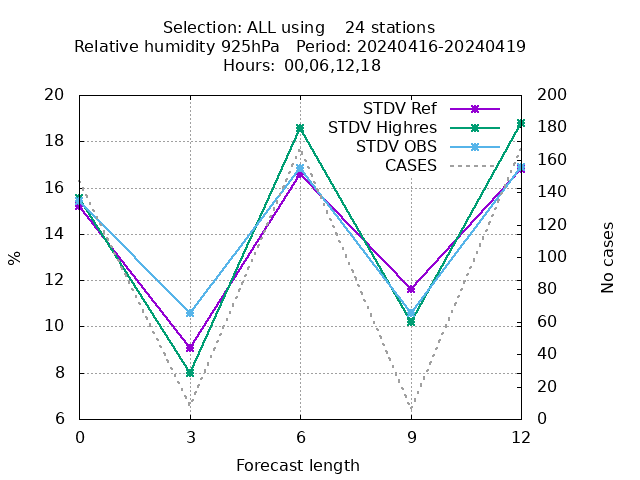 Selection: ALL using    24 stations
Relative humidity 925hPa   Period: 20240416-20240419
Hours: 00,06,12,18
STDV Ref
STDV Highres
STDV OBS
CASES
20
18
16
14
12
10
8
6
200
180
160
140
120
100
80
60
40
20
0
%
No cases
0 3 6 9 12
Forecast length